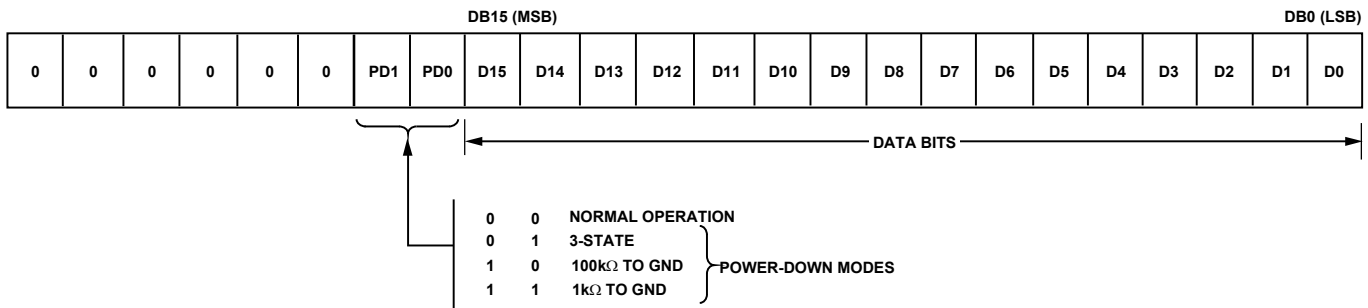 DB15 (MSB) DB0 (LSB)
0 0 0 0 0 0 PD1 PD0 D15 D14 D13 D12 D11 D10 D9 D8 D7 D6 D5 D4 D3 D2 D1 D0
DATA BITS
0 0 NORMAL OPERATION
0 1 3-STATE
1 0 100kΩ TO GND
POWER-DOWN MODES
1 1 1kΩ TO GND